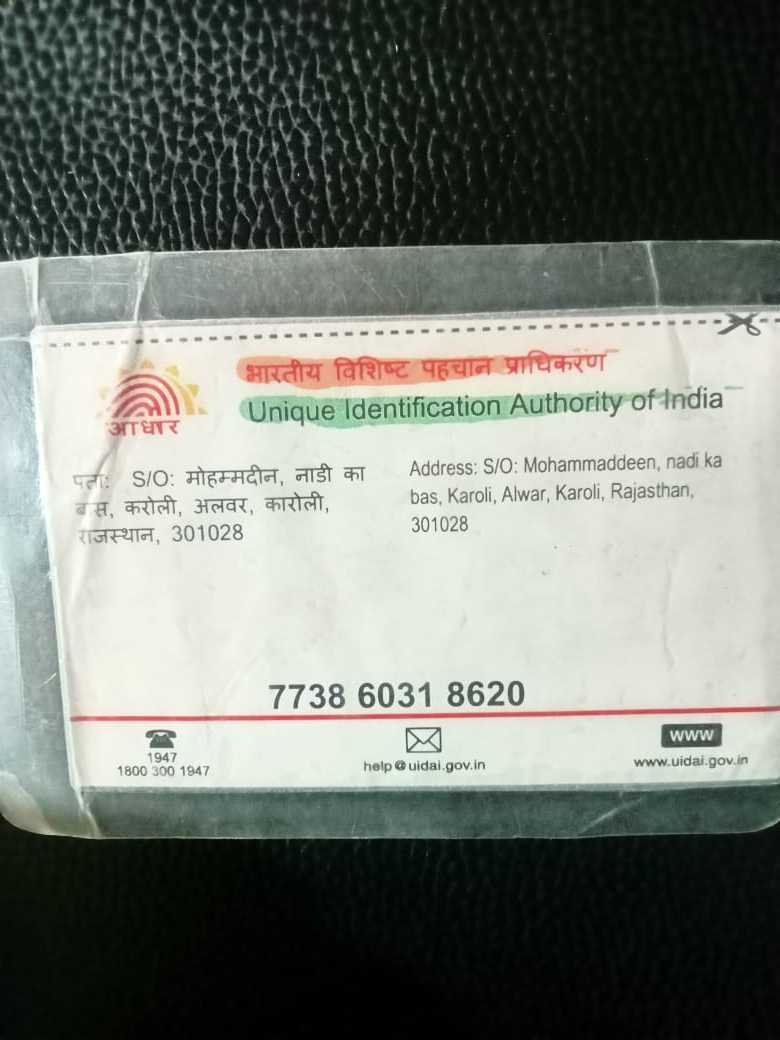 भारतीय विशिष्ट पहचान प्राधिकरण
Unique Identification Authority of India
आधार
पता: S/O: मोहम्मदीन, नाडी का
बास, करोली, अलवर, कारोली,
राजस्थान, 301028
Address: S/O: Mohammaddeen, nadi ka
bas, Karoli, Alwar, Karoli, Rajasthan,
301028
7738 6031 8620
1947
1800 300 1947
help@uidai.gov.in
www
www.uidai.gov.in